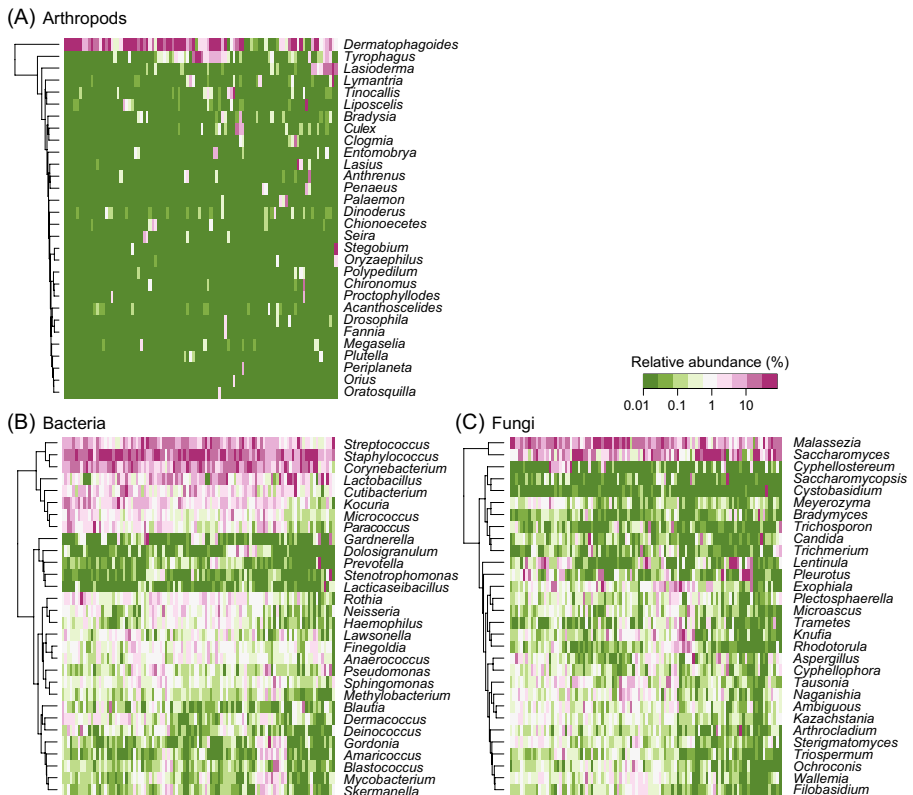 (A) Arthropods
Dermatophagoides
Tyrophagus
Lasioderma
Lymantria
Tinocallis
Liposcelis
Bradysia
Culex
Clogmia
Entomobrya
Lasius
Anthrenus
Penaeus
Palaemon
Dinoderus
Chionoecetes
Seira
Stegobium
Oryzaephilus
Polypedilum
Chironomus
Proctophyllodes
Acanthoscelides
Drosophila
Fannia
Megaselia
Plutella
Periplaneta
Orius
Oratosquilla
Relative abundance (%)
0.01 0.1 1 10
(B) Bacteria
Streptococcus
Staphylococcus
Corynebacterium
Lactobacillus
Cutibacterium
Kocuria
Micrococcus
Paracoccus
Gardnerella
Dolosigranulum
Prevotella
Stenotrophomonas
Lacticaseibacillus
Rothia
Neisseria
Haemophilus
Lawsonella
Finegoldia
Anaerococcus
Pseudomonas
Sphingomonas
Methylobacterium
Blautia
Dermacoccus
Deinococcus
Gordonia
Amaricoccus
Blastococcus
Mycobacterium
Skermanella
(C) Fungi
Malassezia
Saccharomyces
Cyphellostereum
Saccharomycopsis
Cystobasidium
Meyerozyma
Bradymyces
Trichosporon
Candida
Trichmerium
Lentinula
Pleurotus
Exophiala
Plectosphaerella
Microascus
Trametes
Knufia
Rhodotorula
Aspergillus
Cyphellophora
Tausonia
Naganishia
Ambiguous
Kazachstania
Arthrocladium
Sterigmatomyces
Triospermum
Ochroconis
Wallemia
Filobasidium